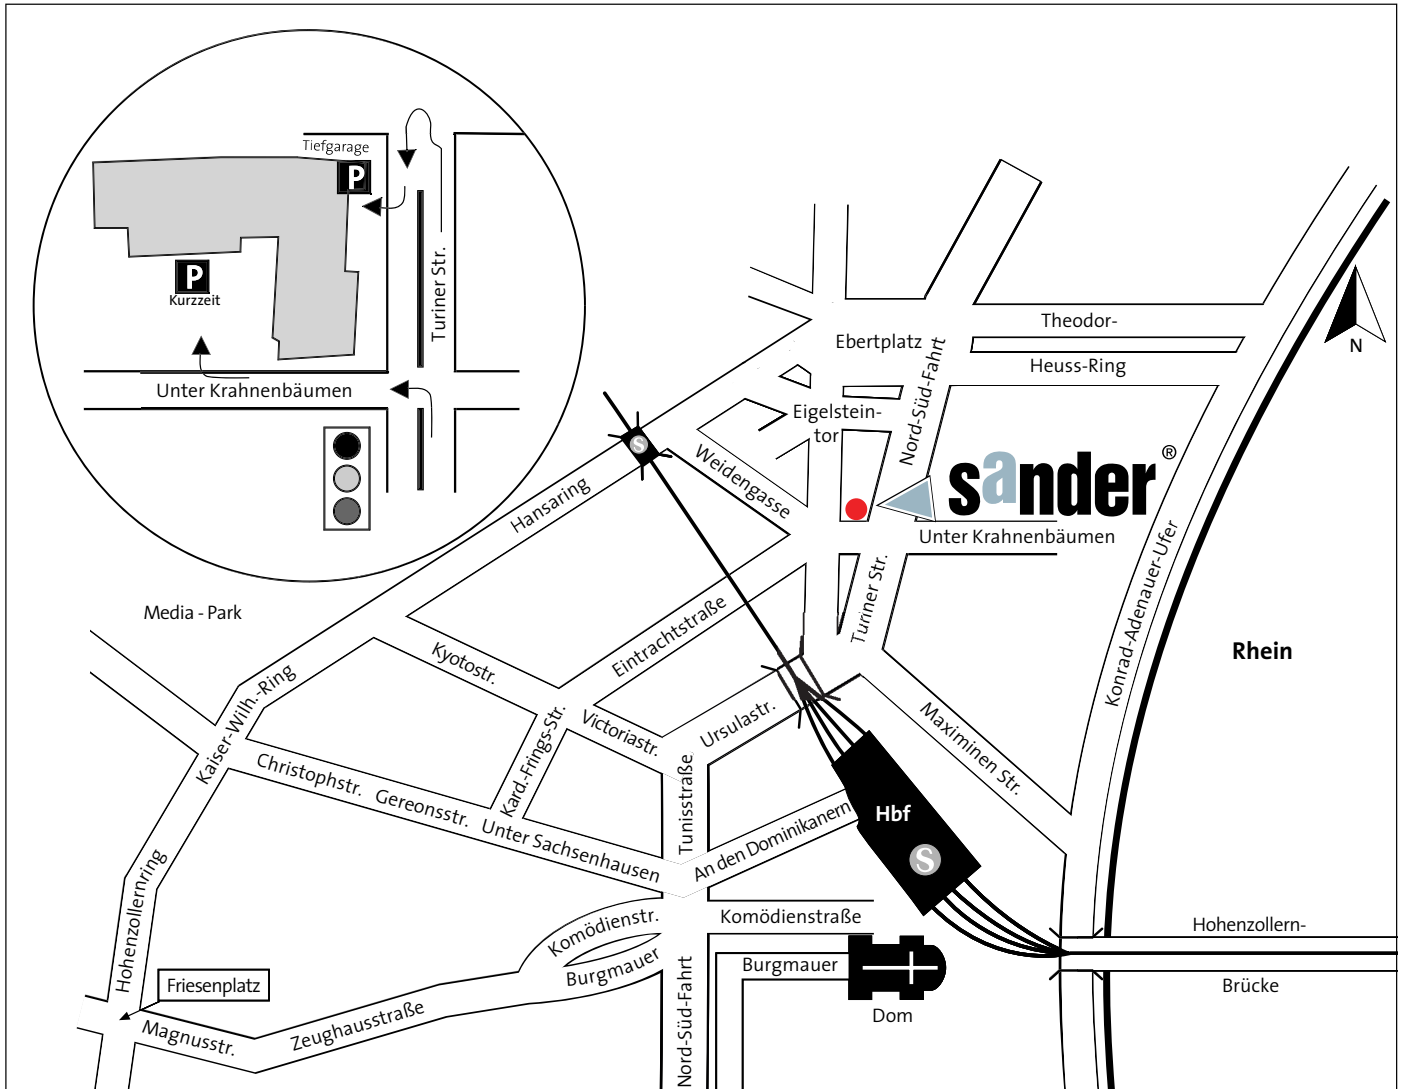 Tiefgarage
P
P
Kurzzeit
Turiner Str.
Unter Krahnenbäumen
Theodor-
Heuss-Ring
Ebertplatz
Nord-Süd-Fahrt
Eigelstein-
tor
N
S
Weidengasse
sander®
Unter Krahnenbäumen
Hansaring
Konrad-Adenauer-Ufer
Turiner Str.
Media - Park
Eintrachtstraße
Rhein
Kyotostr.
Kaiser-Wilh.-Ring
Victoriastr.
Ursulastr.
Maximinen Str.
Kard.-Frings-Str.
Christophstr.
Gereonsstr.
Unter Sachsenhausen
Tunisstraße
An den Dominikanern
Hbf
S
Hohenzollernring
Komödienstr.
Komödienstraße
Hohenzollern-
Brücke
Burgmauer
Burgmauer
Dom
Friesenplatz
Magnusstr.
Zeughausstraße
Nord-Süd-Fahrt